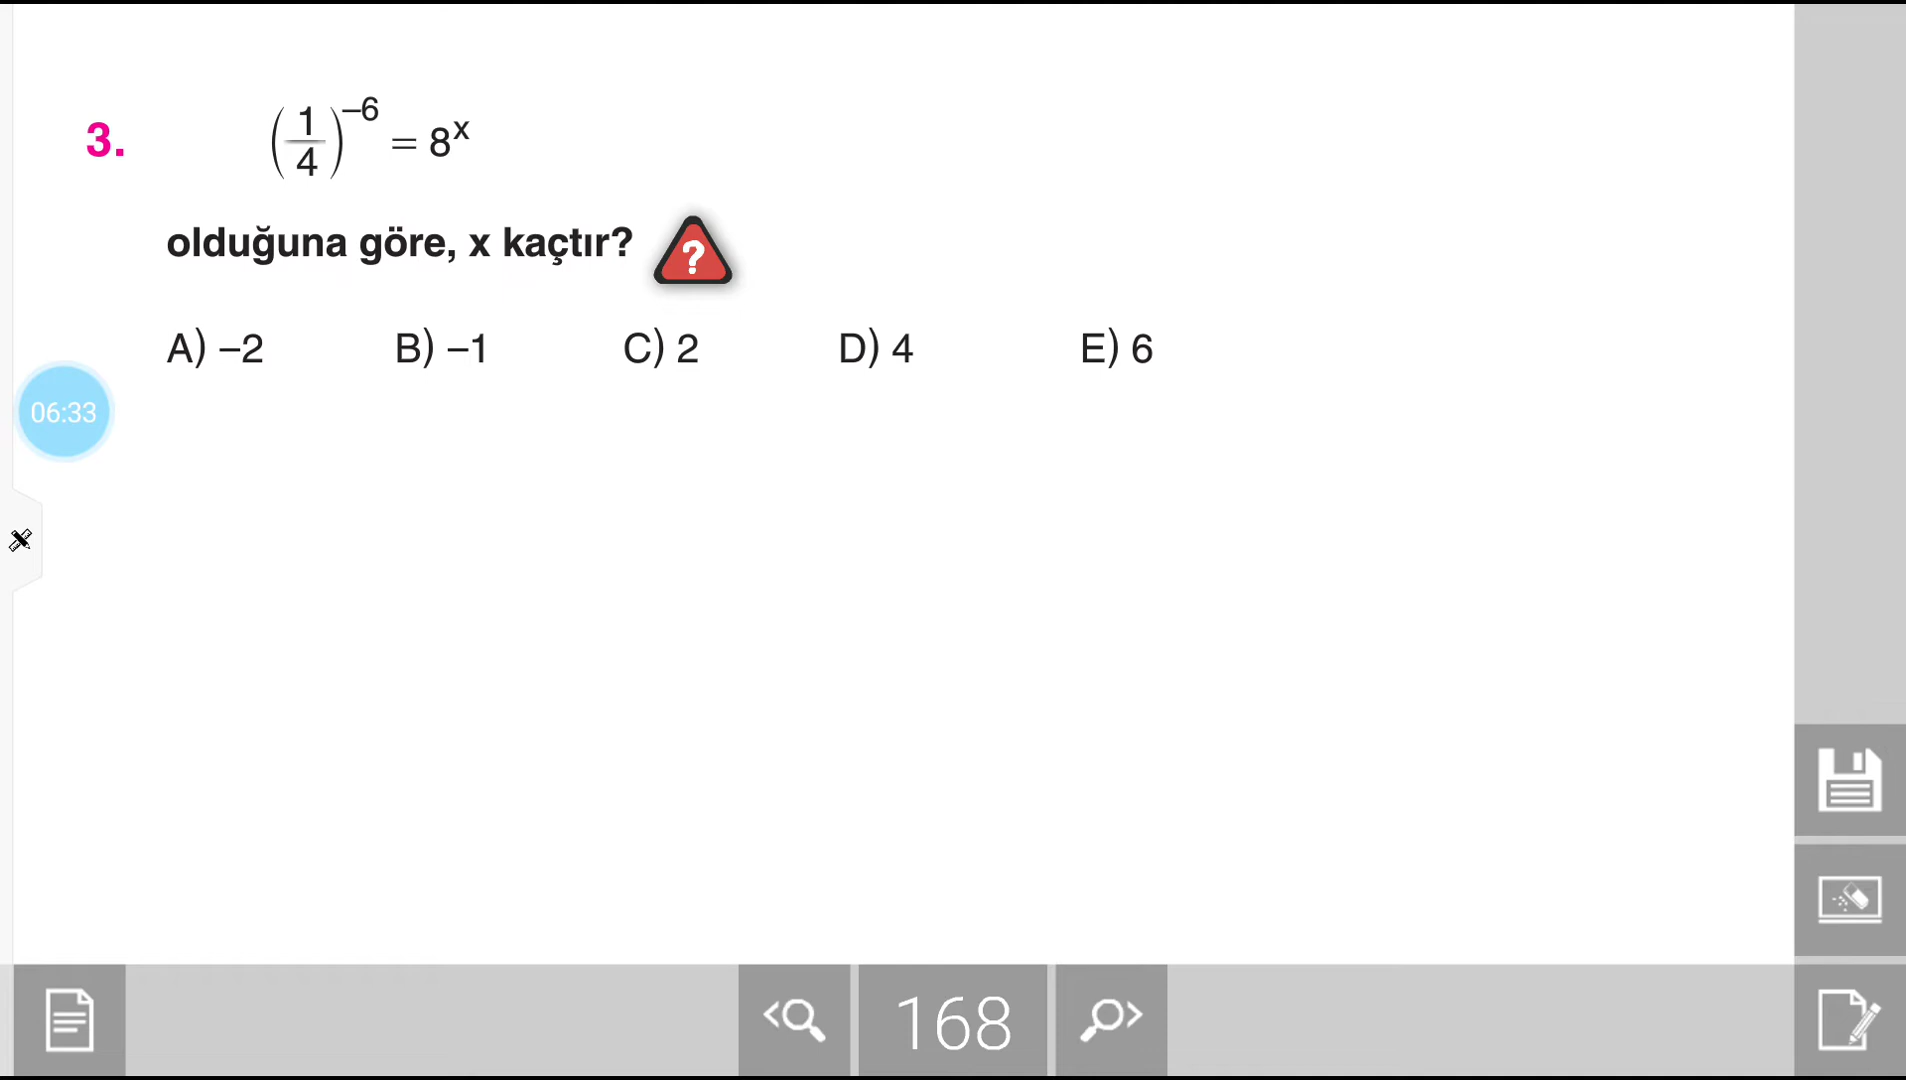 3. (1/4)^–6 = 8^x
olduğuna göre, x kaçtır? ?
A) –2 B) –1 C) 2 D) 4 E) 6
06:33
< 168 >